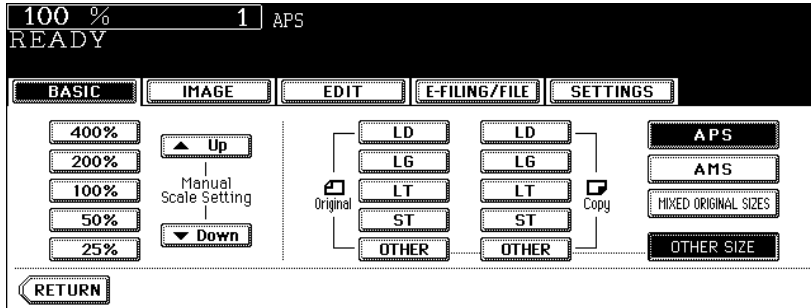 100 % 1 APS
READY
BASIC IMAGE EDIT E-FILING/FILE SETTINGS
400%
200%
100%
50%
25%
Up
Manual
Scale Setting
Down
Original
LD
LG
LT
ST
OTHER
LD
LG
LT
ST
OTHER
Copy
APS
AMS
MIXED ORIGINAL SIZES
OTHER SIZE
RETURN